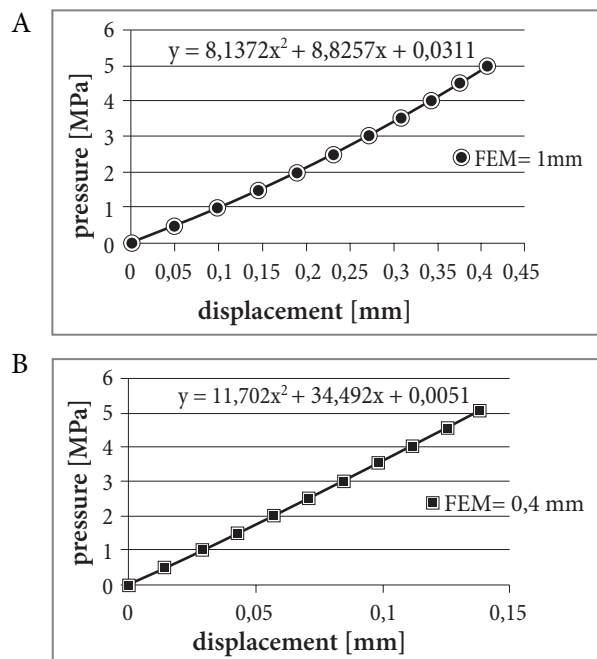 A
6
y = 8,1372x² + 8,8257x + 0,0311
5
4
3
2
1
0
pressure [MPa]
FEM= 1mm
0 0,05 0,1 0,15 0,2 0,25 0,3 0,35 0,4 0,45
displacement [mm]
B
6
y = 11,702x² + 34,492x + 0,0051
5
4
3
2
1
0
pressure [MPa]
FEM= 0,4 mm
0 0,05 0,1 0,15
displacement [mm]